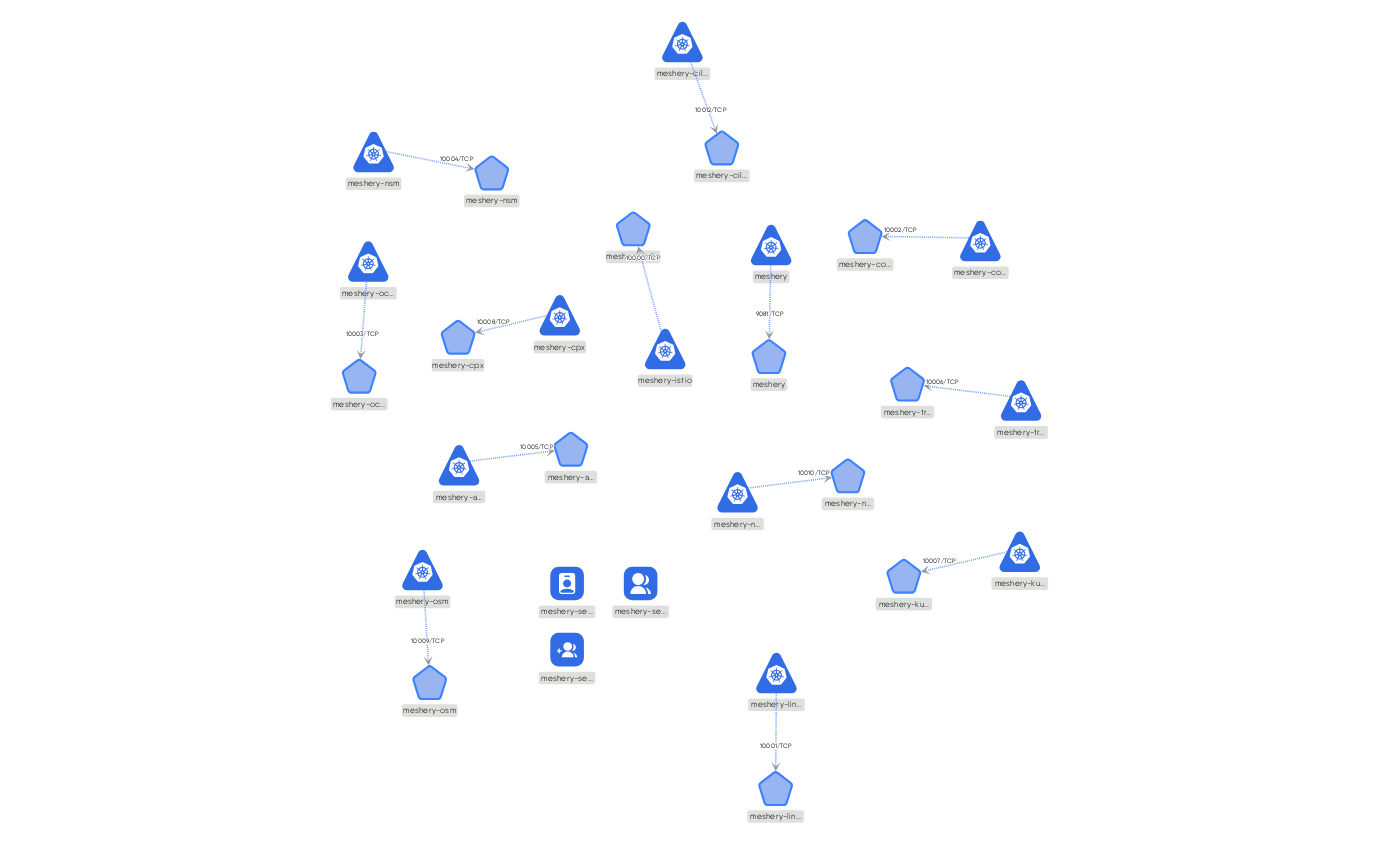 meshery-cil...
10012/TCP
meshery-cil...
10004/TCP
meshery-nsm
meshery-nsm
10002/TCP
meshery-co...
meshery-co...
10000/TCP
meshery
meshery-oc...
9081/TCP
10008/TCP
10003/TCP
meshery-cpx
meshery-cpx
meshery-istio
meshery
10006/TCP
meshery-oc...
meshery-tr...
meshery-tr...
10005/TCP
meshery-a...
meshery-a...
10010/TCP
meshery-n...
meshery-n...
10007/TCP
meshery-ku...
meshery-ku...
meshery-osm
meshery-se...
meshery-se...
10009/TCP
meshery-se...
meshery-osm
meshery-lin...
10001/TCP
meshery-lin...